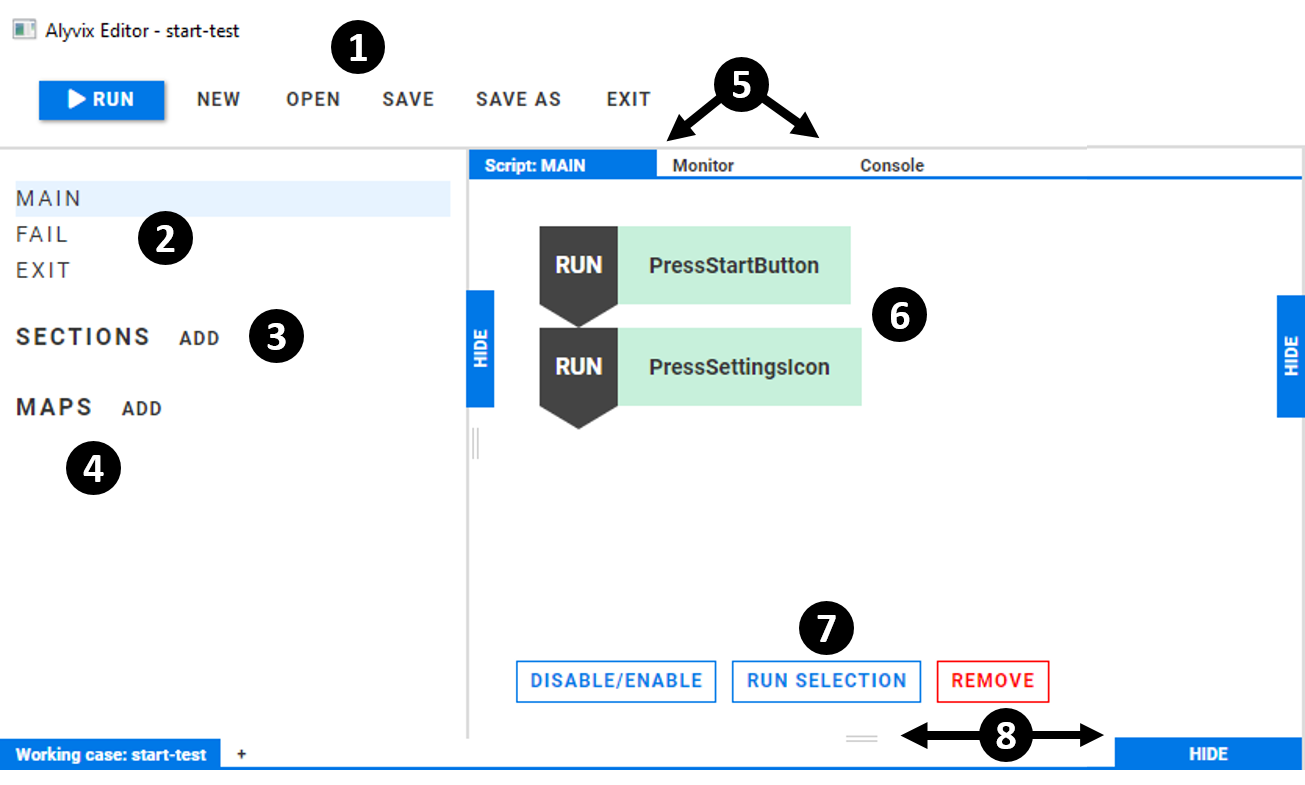 Alyvix Editor - start-test
1
RUN NEW OPEN SAVE SAVE AS EXIT
5
Script: MAIN Monitor Console
MAIN
FAIL
EXIT
2
SECTIONS ADD
3
MAPS ADD
4
HIDE
RUN PressStartButton
6
RUN PressSettingsIcon
HIDE
7
DISABLE/ENABLE RUN SELECTION REMOVE
8
Working case: start-test + HIDE